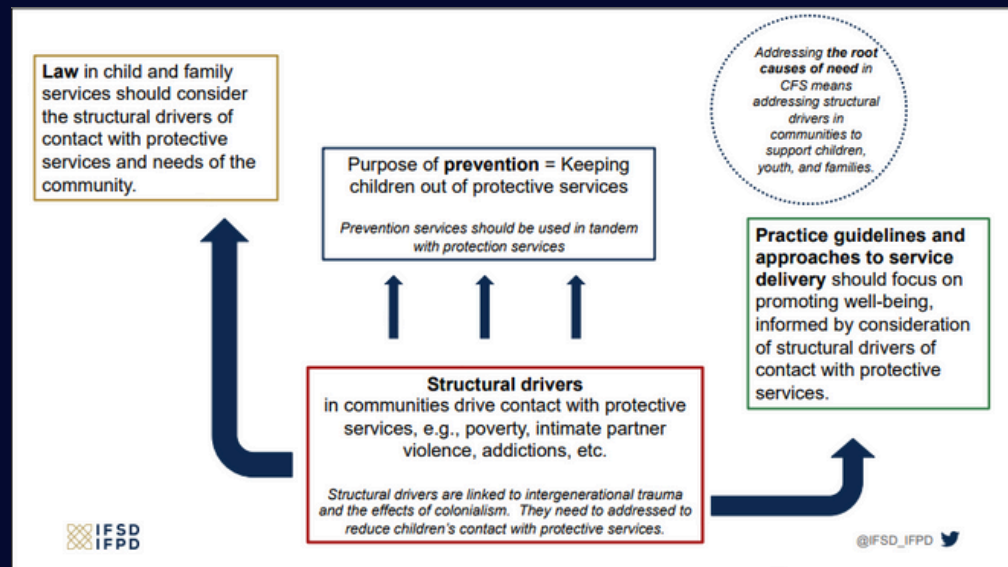 Law in child and family
services should consider
the structural drivers of
contact with protective
services and needs of the
community.
Purpose of prevention = Keeping
children out of protective services
Prevention services should be used in tandem
with protection services
Addressing the root
causes of need in
CFS means
addressing structural
drivers in
communities to
support children,
youth, and families.
Practice guidelines and
approaches to service
delivery should focus on
promoting well-being,
informed by consideration
of structural drivers of
contact with protective
services.
Structural drivers
in communities drive contact with protective
services, e.g., poverty, intimate partner
violence, addictions, etc.
Structural drivers are linked to intergenerational trauma
and the effects of colonialism. They need to addressed to
reduce children's contact with protective services.
IFSD
IFPD
@IFSD_IFPD